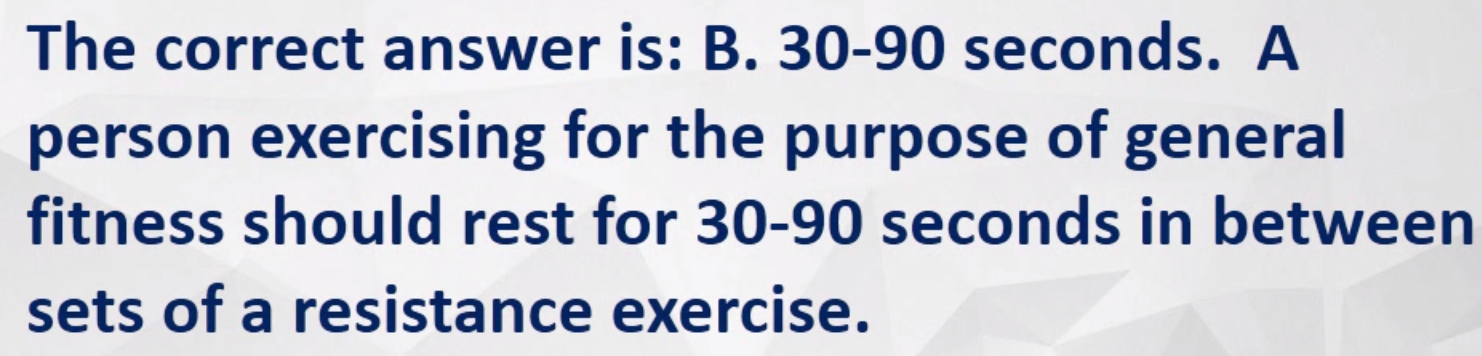 The correct answer is: B. 30-90 seconds.  A
person exercising for the purpose of general
fitness should rest for 30-90 seconds in between
sets of a resistance exercise.